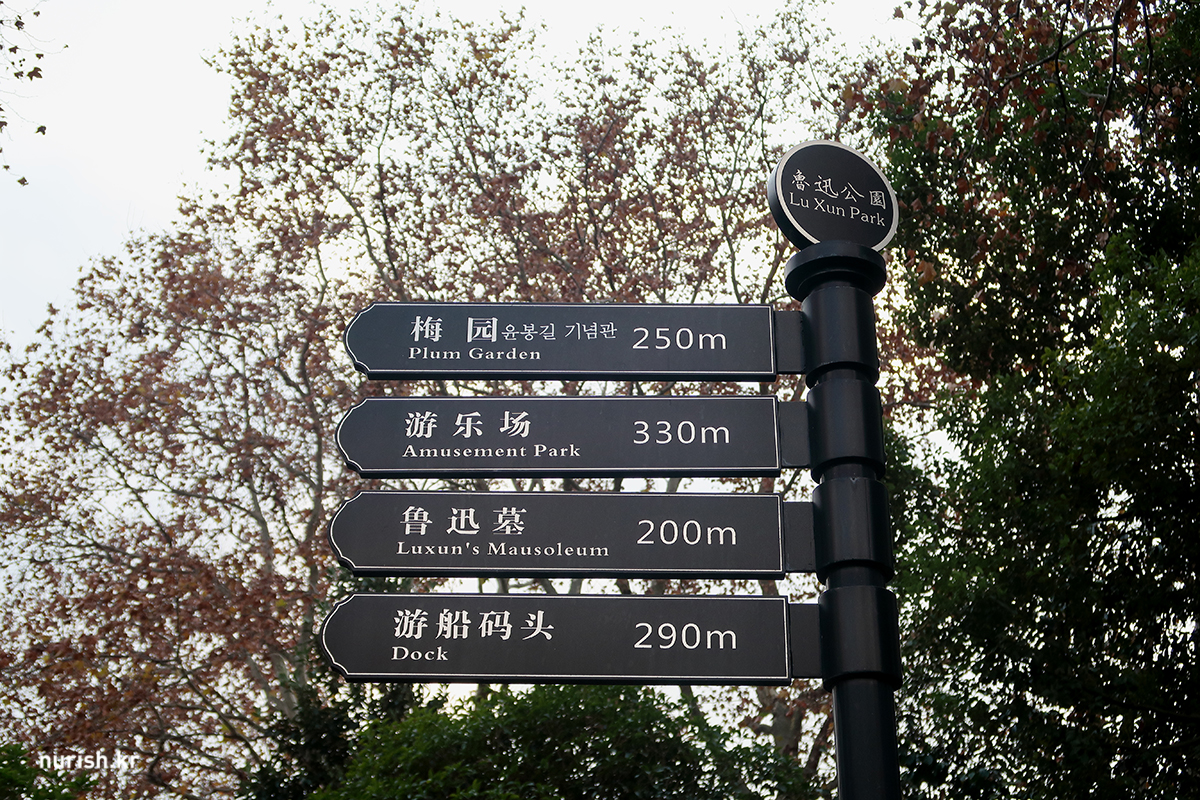 魯迅公園
Lu Xun Park
梅 园 윤봉길 기념관 250m
Plum Garden
游乐场 330m
Amusement Park
鲁迅墓 200m
Luxun's Mausoleum
游船码头 290m
Dock
nurish.kr